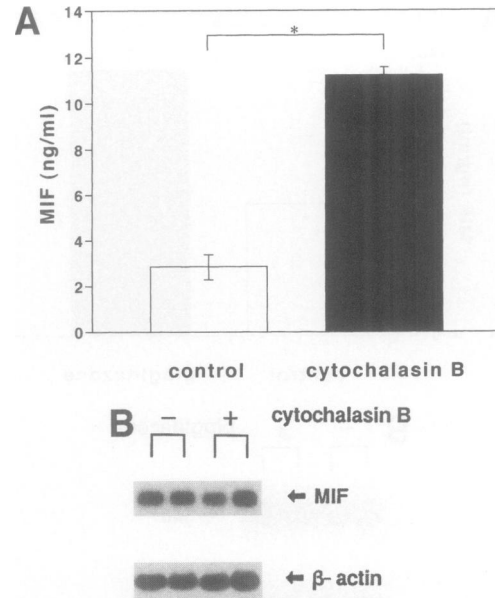 A
14
12
10
8
6
4
2
0
MIF (ng/ml)
*
control cytochalasin B
B − + cytochalasin B
← MIF
← β- actin